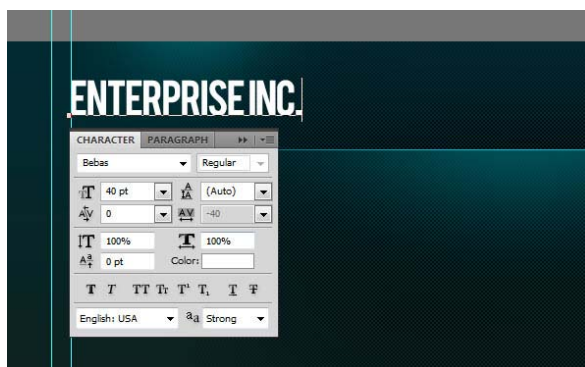 ENTERPRISE INC.
CHARACTER PARAGRAPH
Bebas Regular
40 pt (Auto)
0 -40
100% 100%
0 pt Color:
T T TT Tr T¹ T₁ T T
English: USA aa Strong